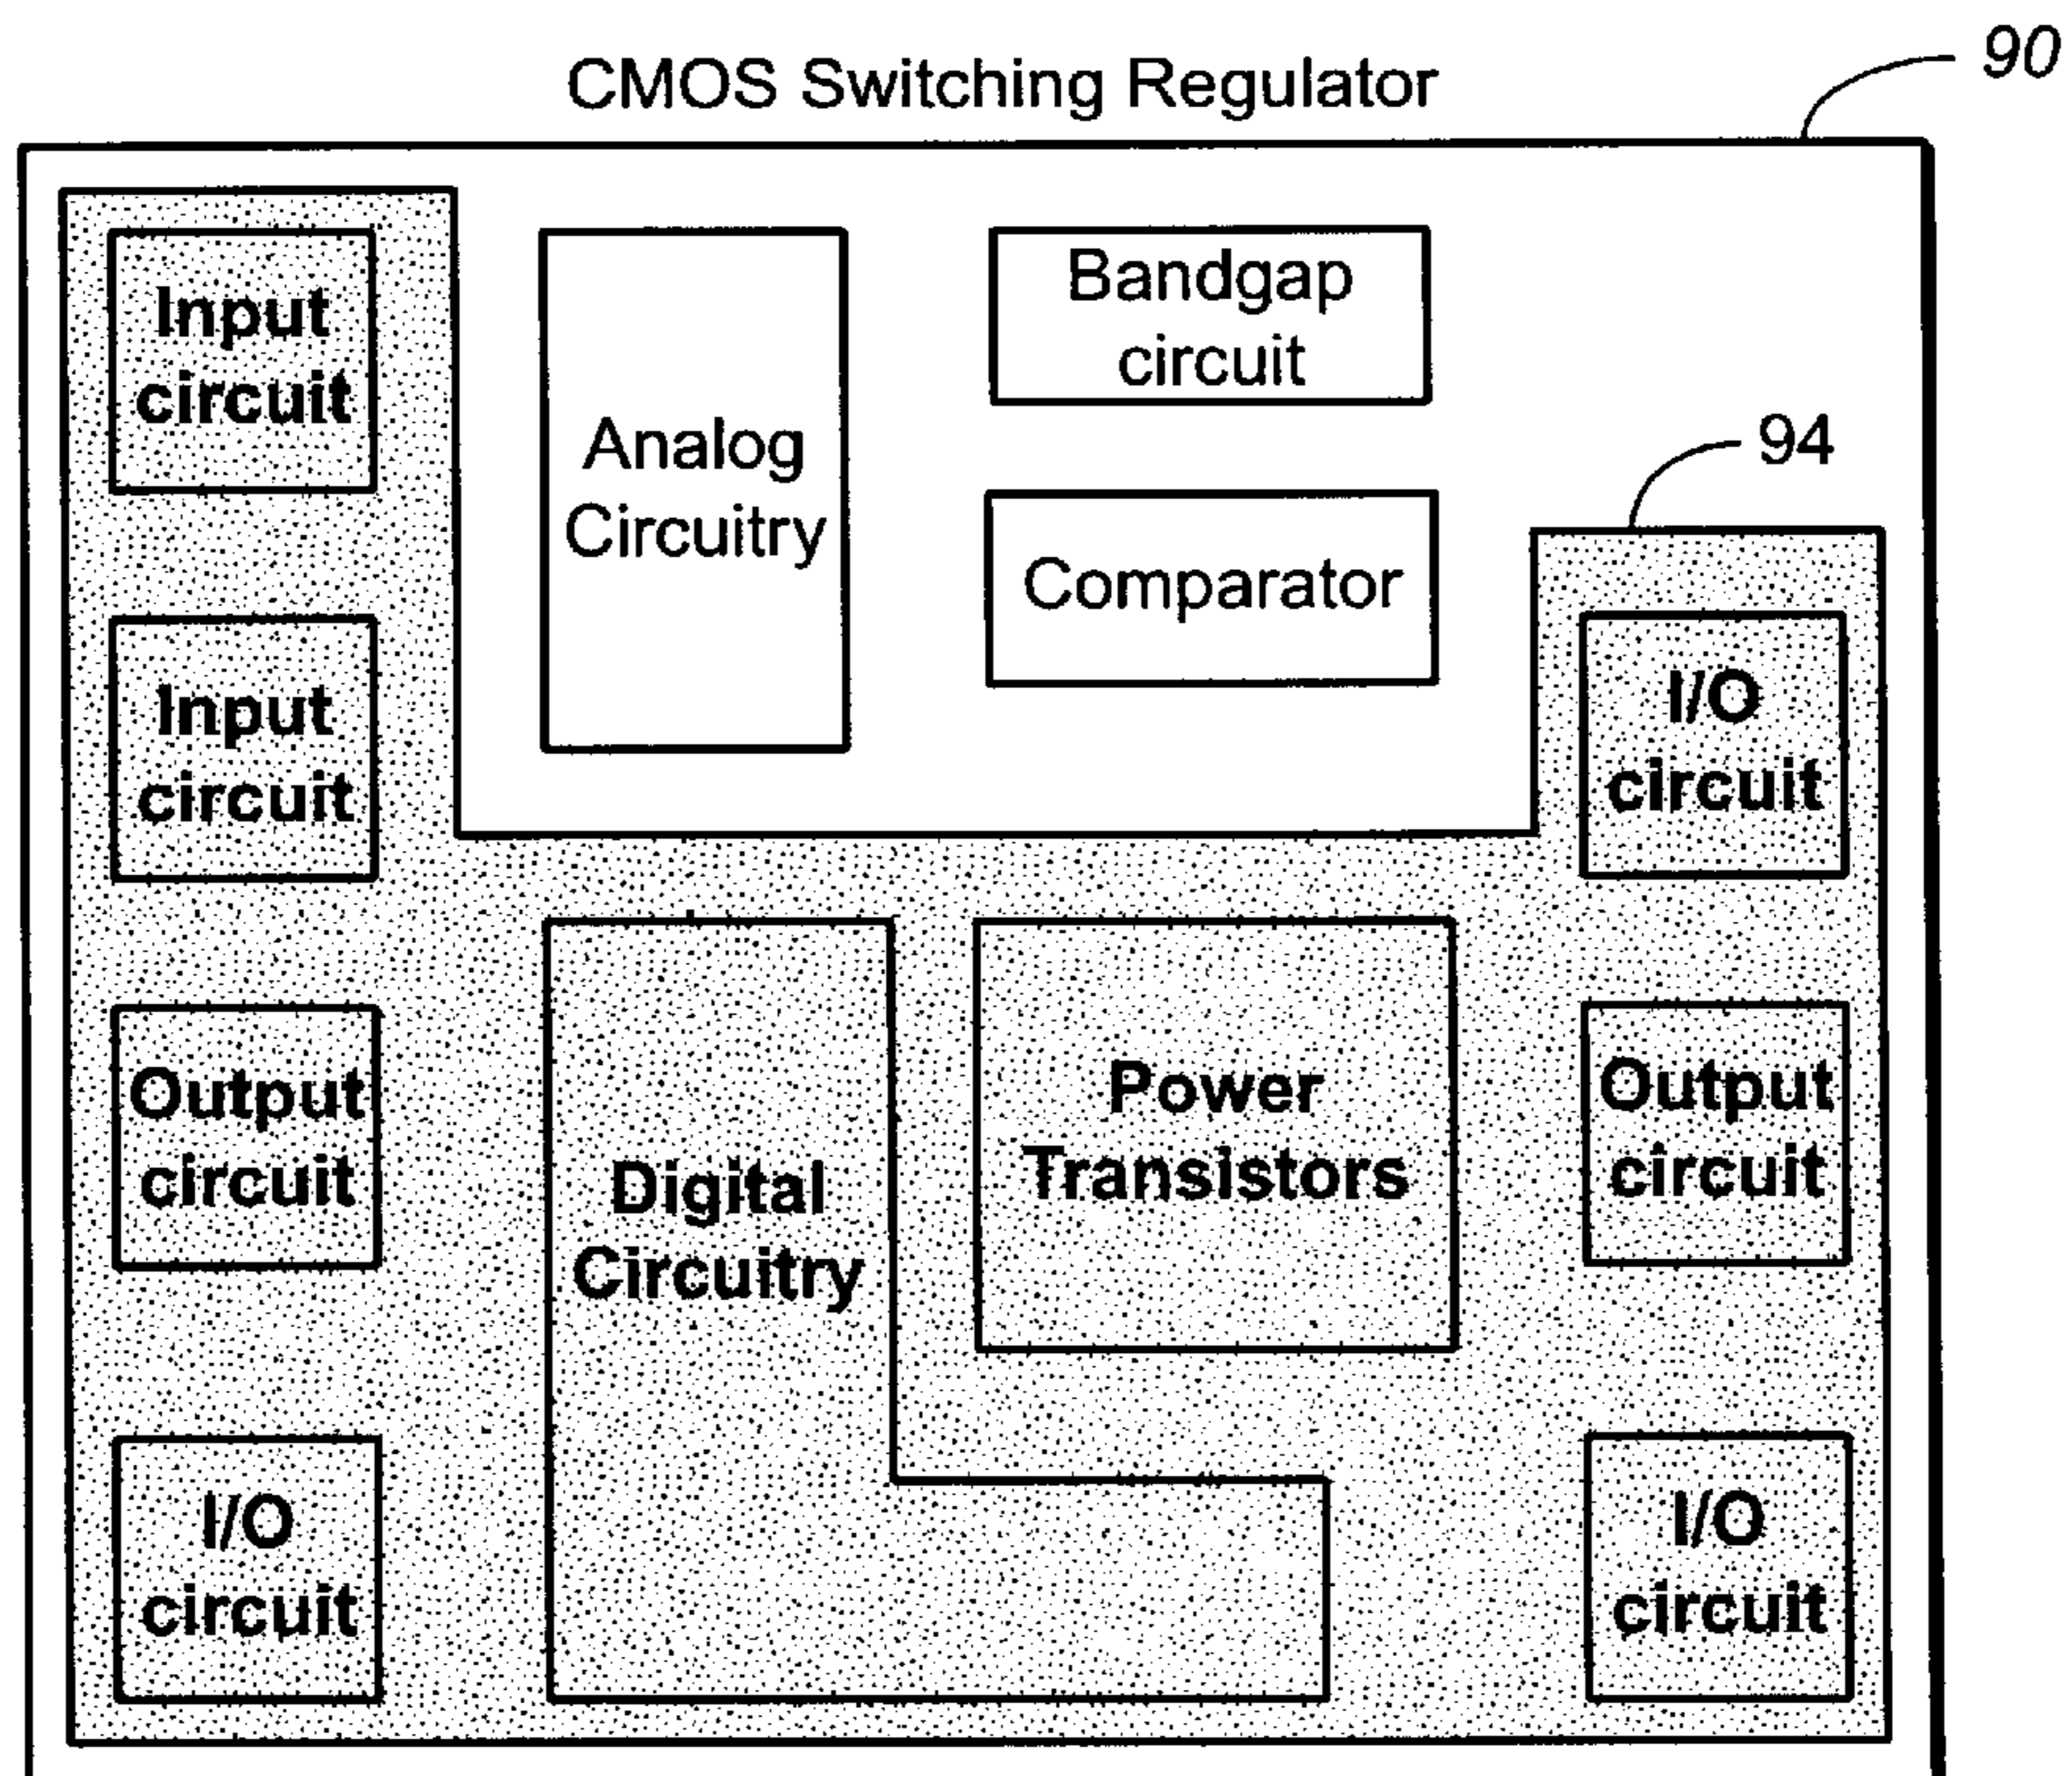 90
CMOS Switching Regulator
Input
circuit
Analog
Circuitry
Bandgap
circuit
94
Comparator
Input
circuit
I/O
circuit
Output
circuit
Digital
Circuitry
Power
Transistors
Output
circuit
I/O
circuit
I/O
circuit